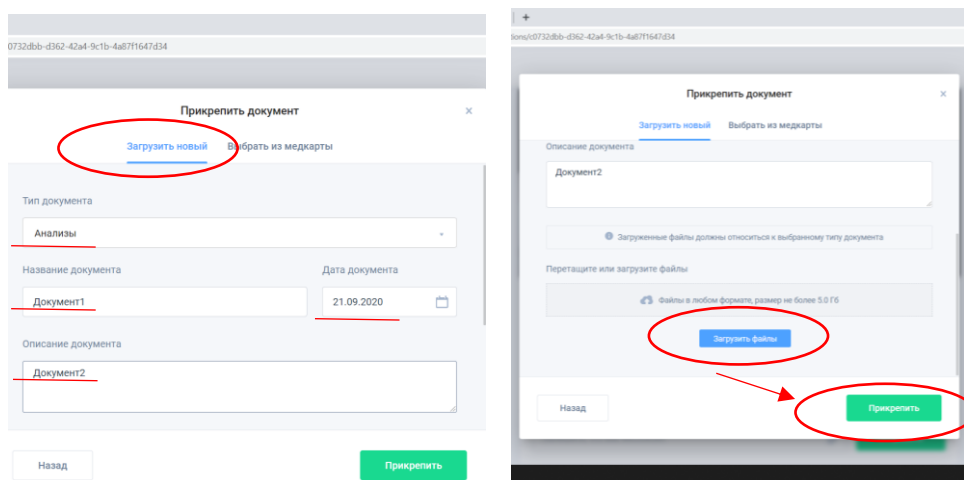 0732dbb-d362-42a4-9c1b-4a87f1647d34
Прикрепить документ
×
Загрузить новый Выбрать из медкарты
Тип документа
Анализы
Название документа Дата документа
Документ1 21.09.2020
Описание документа
Документ2
Назад Прикрепить
+
tions/c0732dbb-d362-42a4-9c1b-4a87f1647d34
Прикрепить документ
×
Загрузить новый Выбрать из медкарты
Описание документа
Документ2
Загруженные файлы должны относиться к выбранному типу документа
Перетащите или загрузите файлы
Файлы в любом формате, размер не более 5.0 Гб
Загрузить файлы
Назад Прикрепить